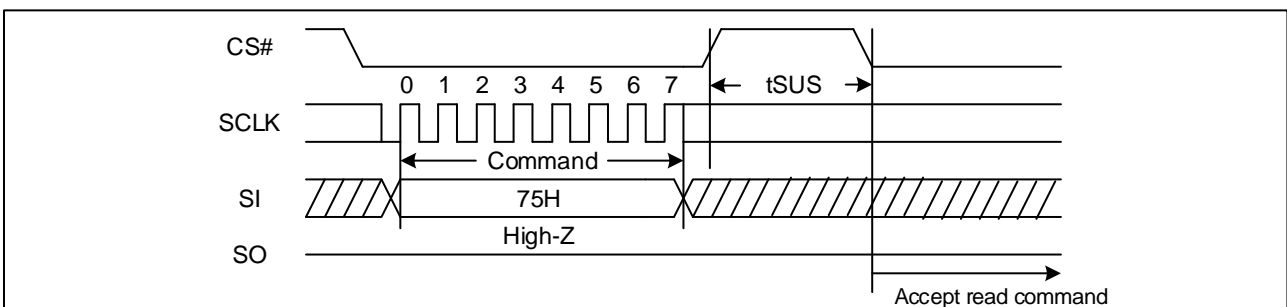 CS#
tSUS
0 1 2 3 4 5 6 7
SCLK
Command
SI
75H
High-Z
SO
Accept read command